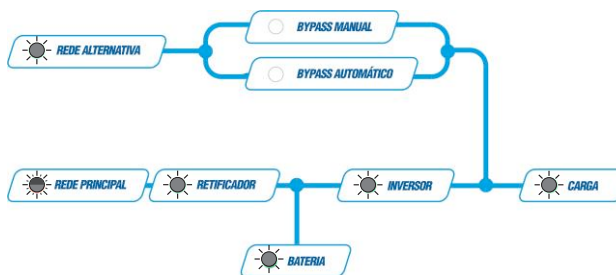 BYPASS MANUAL
REDE ALTERNATIVA
BYPASS AUTOMÁTICO
REDE PRINCIPAL
RETIFICADOR
INVERSOR
CARGA
BATERIA